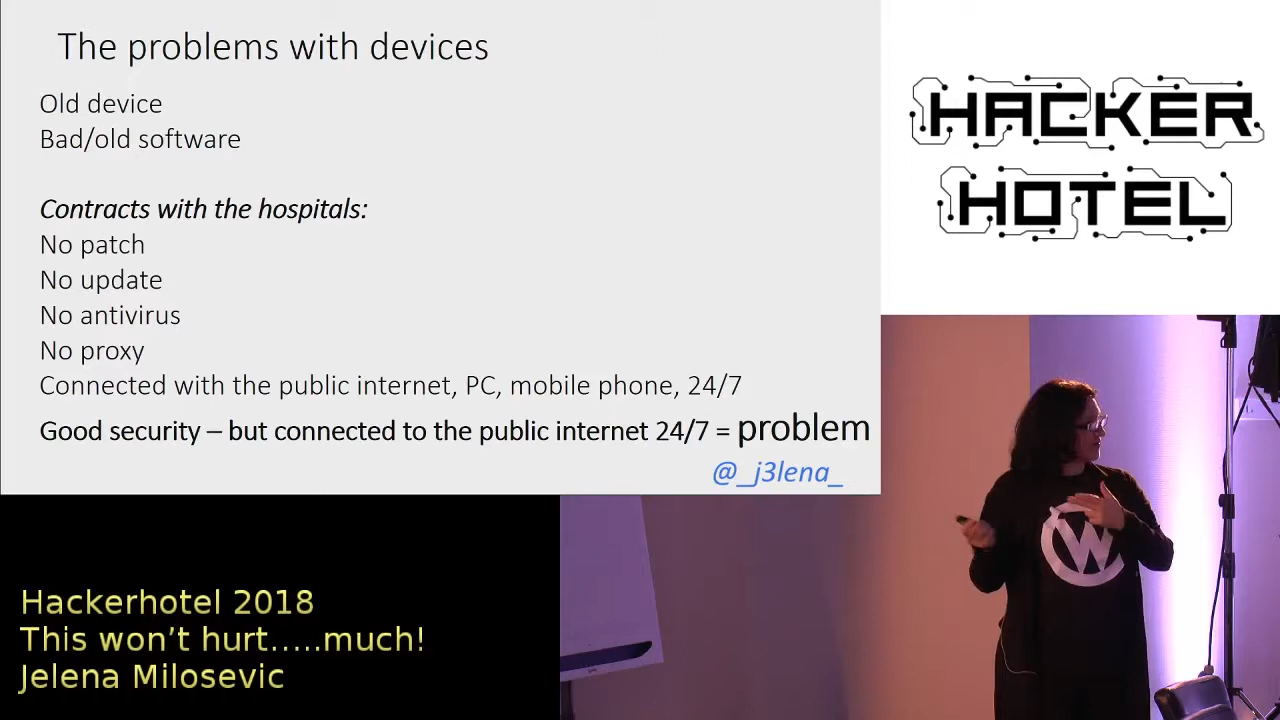 The problems with devices
Old device
Bad/old software
Contracts with the hospitals:
No patch
No update
No antivirus
No proxy
Connected with the public internet, PC, mobile phone, 24/7
Good security – but connected to the public internet 24/7 = problem
@_j3lena_
HACKER
HOTEL
W
Hackerhotel 2018
This won’t hurt.....much!
Jelena Milosevic